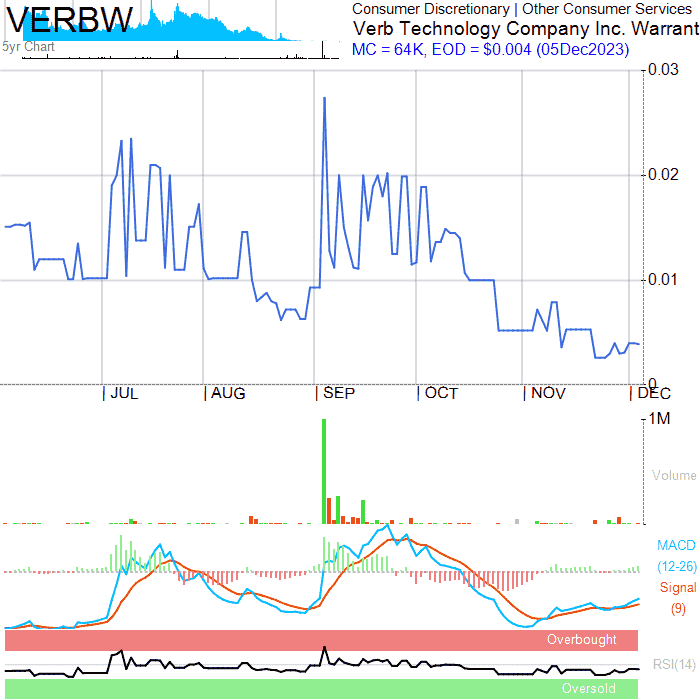 VERBW
Consumer Discretionary | Other Consumer Services
Verb Technology Company Inc. Warrant
MC = 64K, EOD = $0.004 (05Dec2023)
5yr Chart
0.03
0.02
0.01
0
| JUL | AUG | SEP | OCT | NOV | DEC
1M
Volume
MACD
(12-26)
Signal
(9)
Overbought
RSI(14)
Oversold